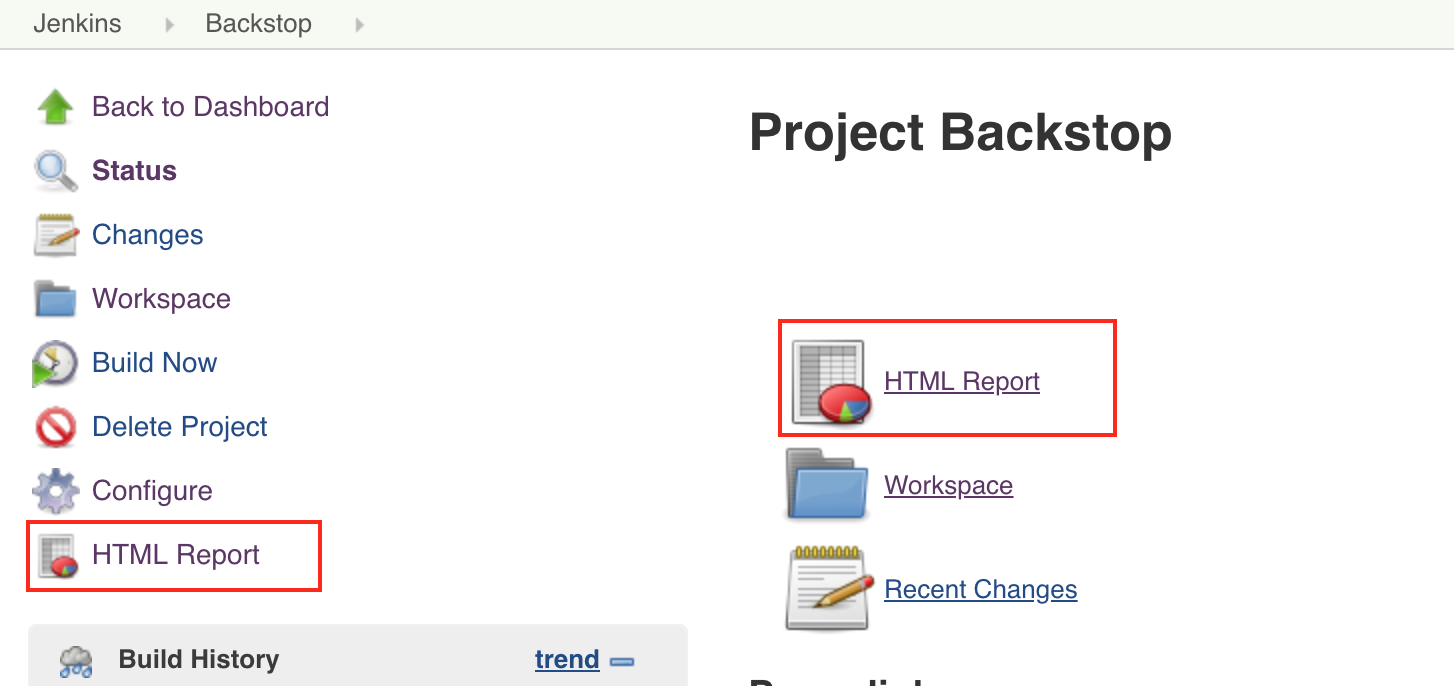 Jenkins Backstop
Back to Dashboard
Status
Changes
Workspace
Build Now
Delete Project
Configure
HTML Report
Build History trend
Project Backstop
HTML Report
Workspace
Recent Changes